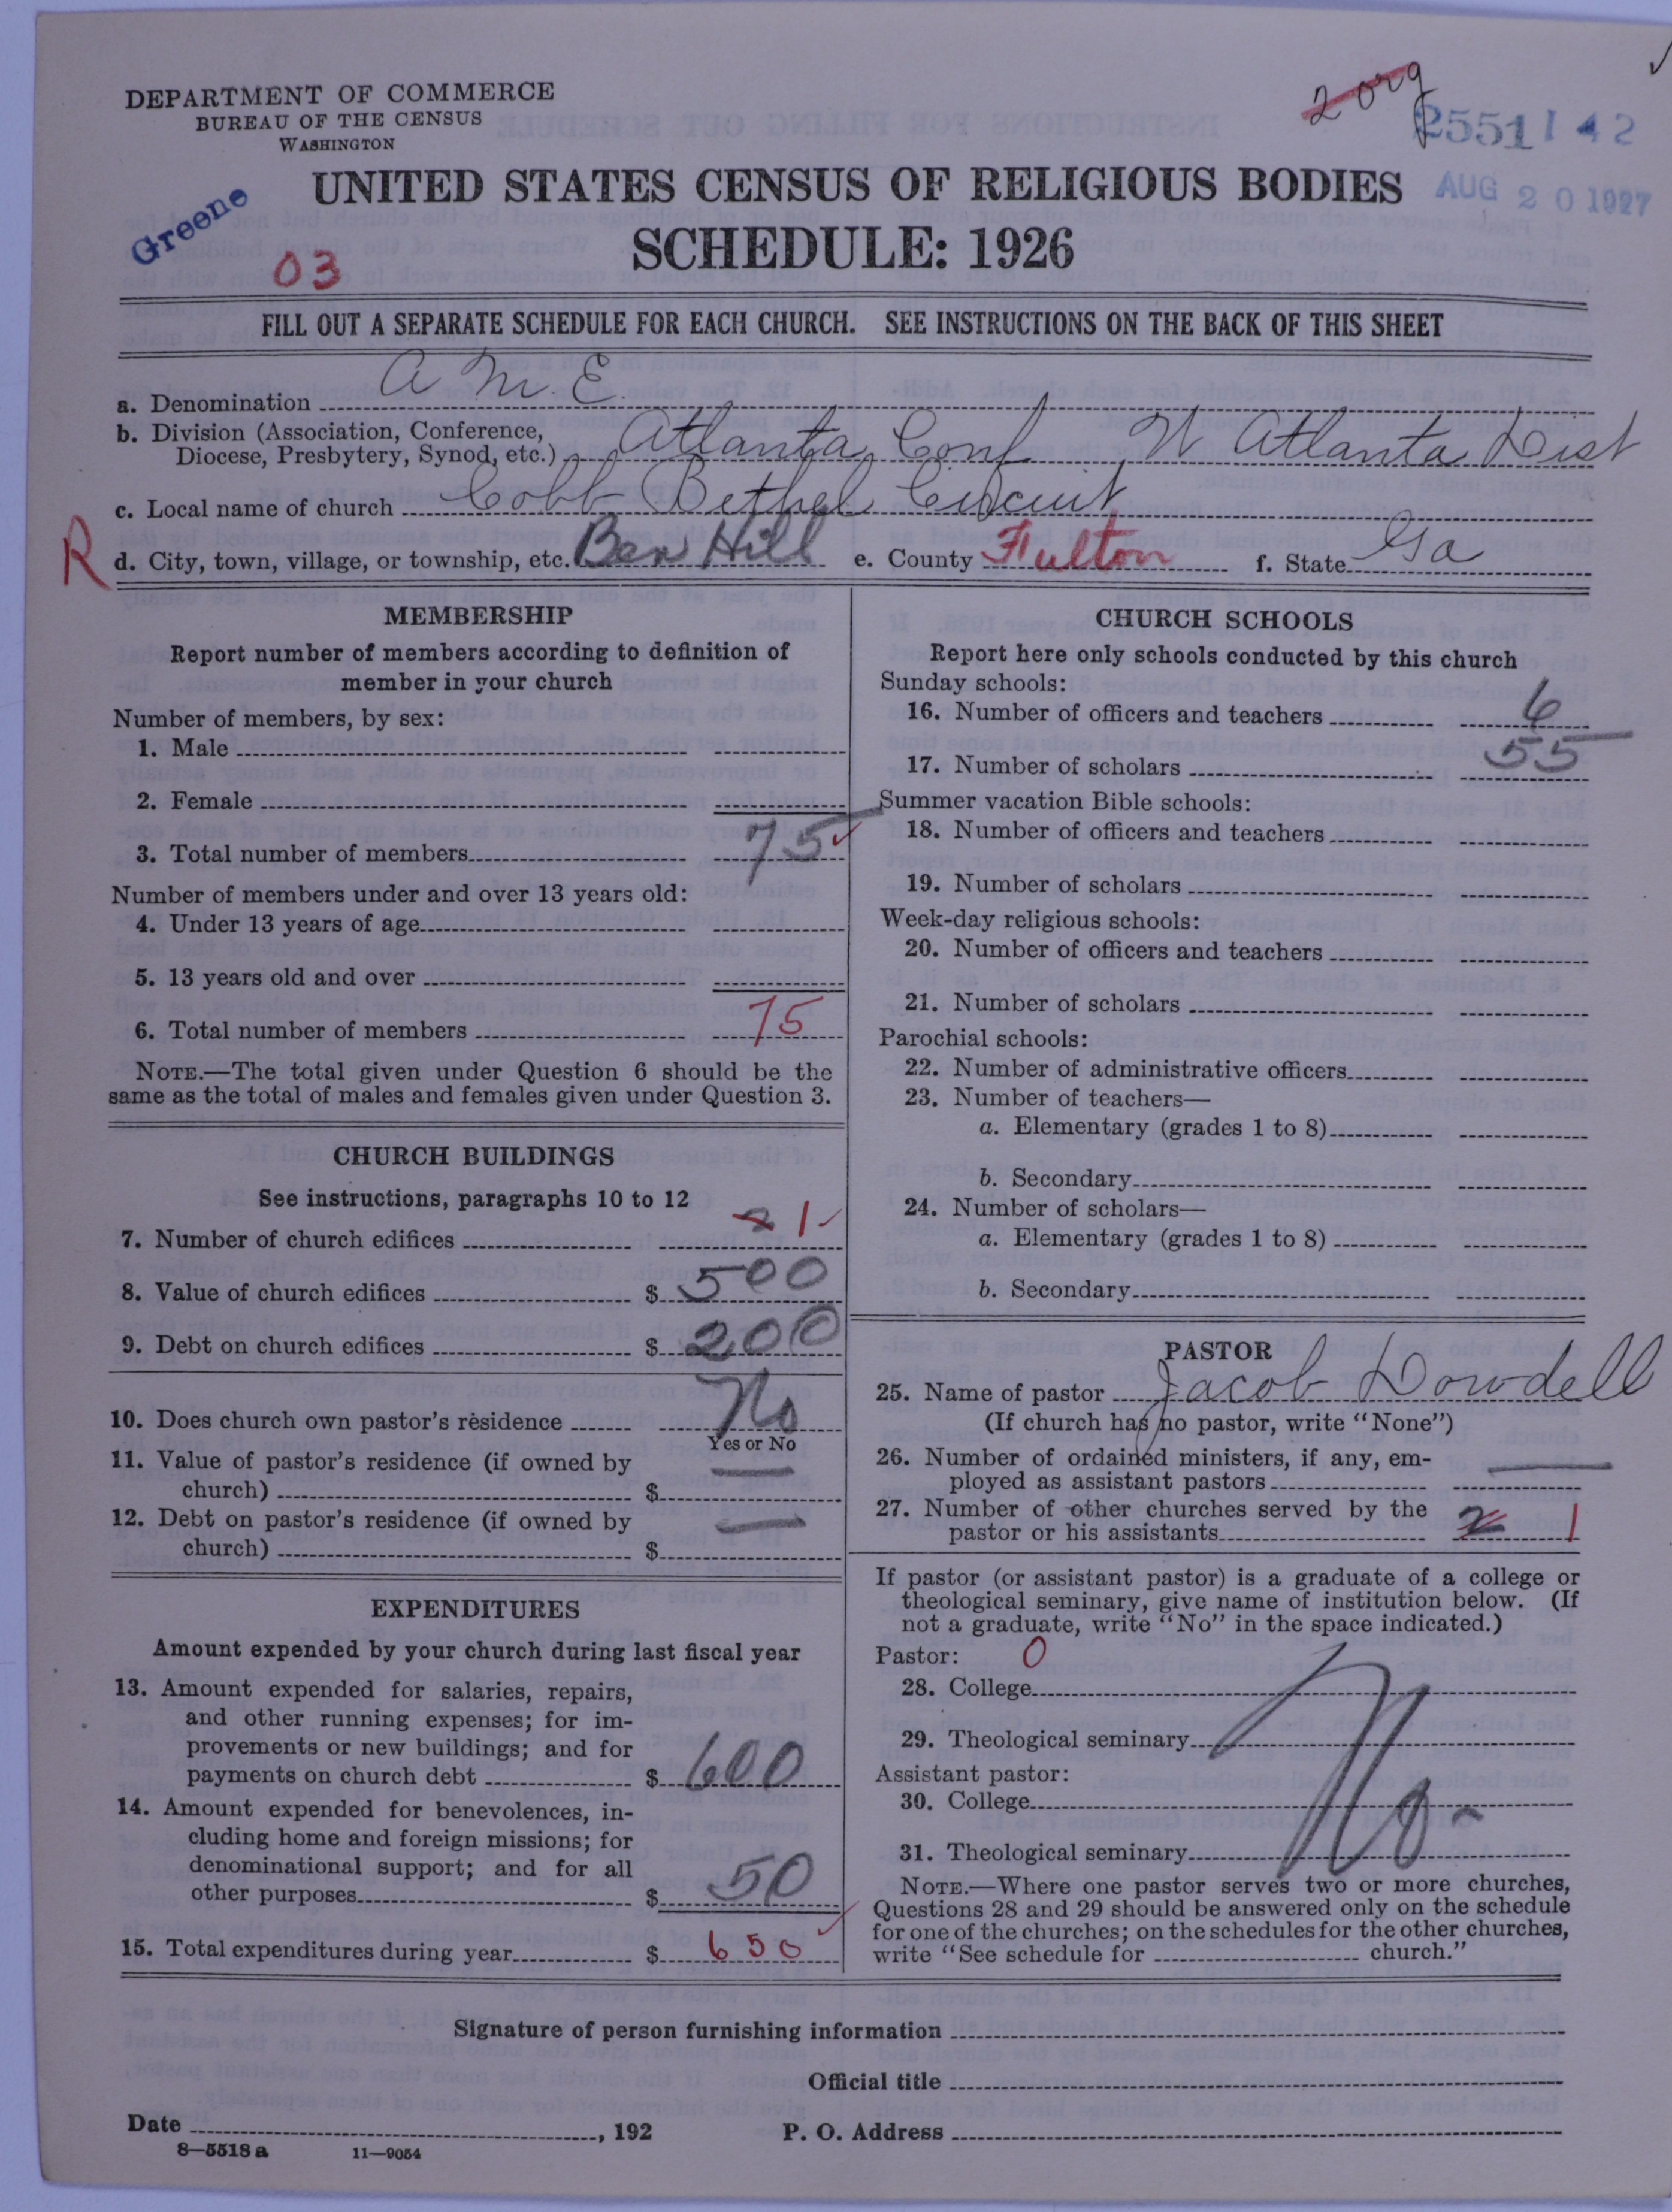 2 org
DEPARTMENT OF COMMERCE
BUREAU OF THE CENSUS
WASHINGTON
2551142
UNITED STATES CENSUS OF RELIGIOUS BODIES
AUG 20 1927
Greene
SCHEDULE: 1926
03
FILL OUT A SEPARATE SCHEDULE FOR EACH CHURCH. SEE INSTRUCTIONS ON THE BACK OF THIS SHEET
a. Denomination A M E
b. Division (Association, Conference,
Diocese, Presbytery, Synod, etc.) Atlanta Conf W Atlanta Dist
c. Local name of church Cobb Bethel Circuit
R d. City, town, village, or township, etc. Ben Hill e. County Fulton f. State Ga
MEMBERSHIP
Report number of members according to definition of
member in your church
Number of members, by sex:
1. Male
2. Female
3. Total number of members 75
Number of members under and over 13 years old:
4. Under 13 years of age
5. 13 years old and over
6. Total number of members 75
NOTE.—The total given under Question 6 should be the
same as the total of males and females given under Question 3.
CHURCH BUILDINGS
See instructions, paragraphs 10 to 12
7. Number of church edifices 2 1
8. Value of church edifices $ 500
9. Debt on church edifices $ 200
10. Does church own pastor's residence No
Yes or No
11. Value of pastor's residence (if owned by
church) $ —
12. Debt on pastor's residence (if owned by
church) $ —
EXPENDITURES
Amount expended by your church during last fiscal year
13. Amount expended for salaries, repairs,
and other running expenses; for im-
provements or new buildings; and for
payments on church debt $ 600
14. Amount expended for benevolences, in-
cluding home and foreign missions; for
denominational support; and for all
other purposes $ 50
15. Total expenditures during year $ 650
CHURCH SCHOOLS
Report here only schools conducted by this church
Sunday schools:
16. Number of officers and teachers 6
17. Number of scholars 55
Summer vacation Bible schools:
18. Number of officers and teachers
19. Number of scholars
Week-day religious schools:
20. Number of officers and teachers
21. Number of scholars
Parochial schools:
22. Number of administrative officers
23. Number of teachers—
a. Elementary (grades 1 to 8)
b. Secondary
24. Number of scholars—
a. Elementary (grades 1 to 8)
b. Secondary
PASTOR
25. Name of pastor Jacob Dowdell
(If church has no pastor, write "None")
26. Number of ordained ministers, if any, em-
ployed as assistant pastors —
27. Number of other churches served by the
pastor or his assistants 2 1
If pastor (or assistant pastor) is a graduate of a college or
theological seminary, give name of institution below. (If
not a graduate, write "No" in the space indicated.)
Pastor: 0
28. College
29. Theological seminary
Assistant pastor: No.
30. College
31. Theological seminary
NOTE.—Where one pastor serves two or more churches,
Questions 28 and 29 should be answered only on the schedule
for one of the churches; on the schedules for the other churches,
write "See schedule for church."
Signature of person furnishing information
Official title
Date , 192 P. O. Address
8—5518 a 11—9054